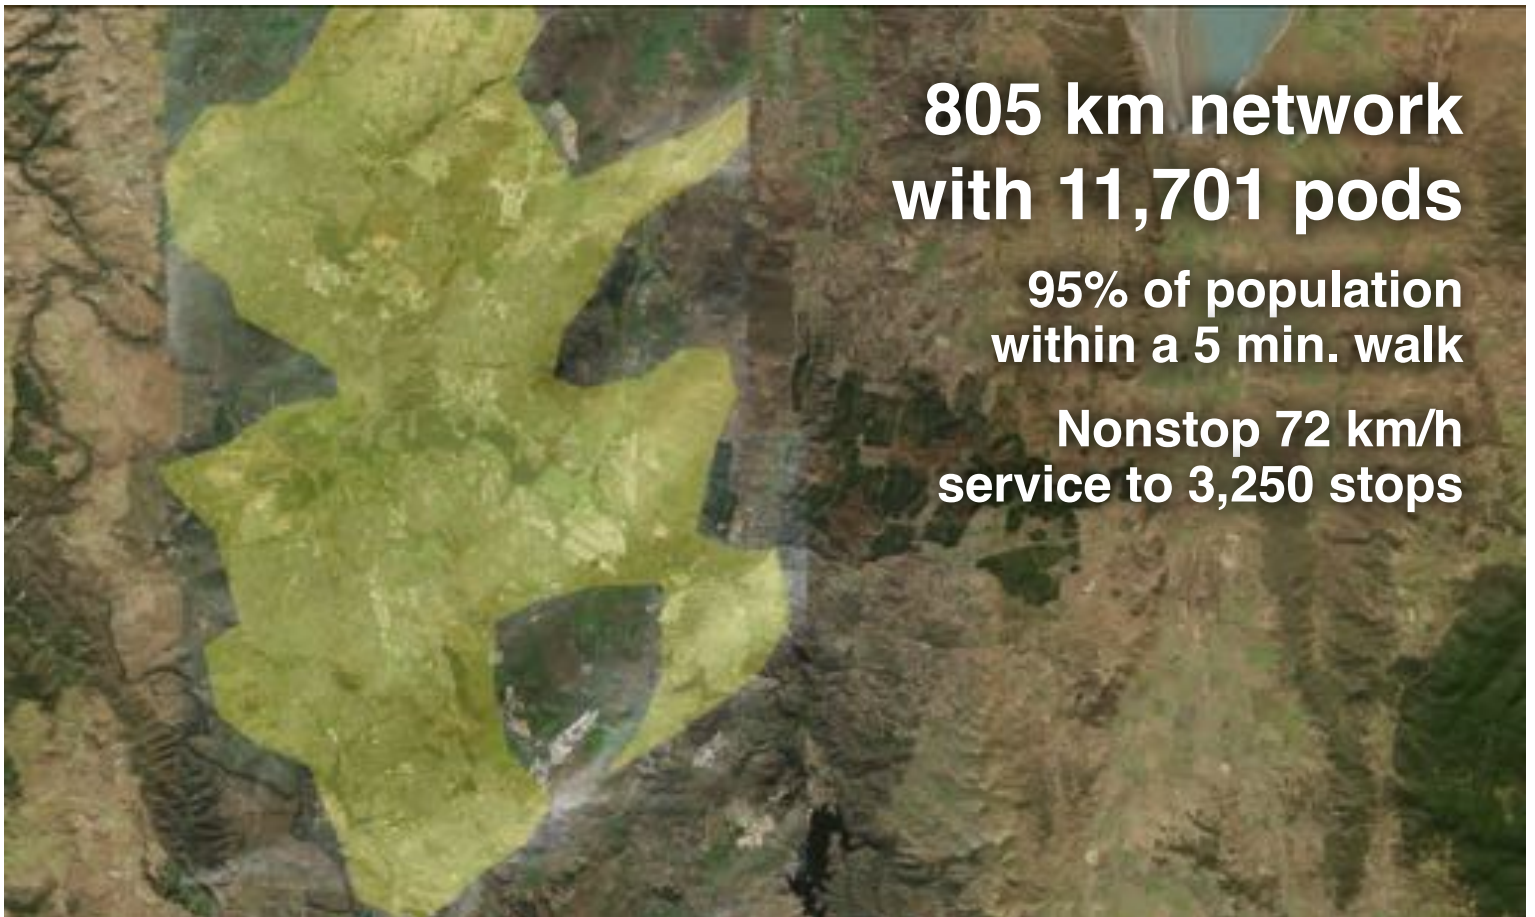 805 km network
with 11,701 pods
95% of population
within a 5 min. walk
Nonstop 72 km/h
service to 3,250 stops